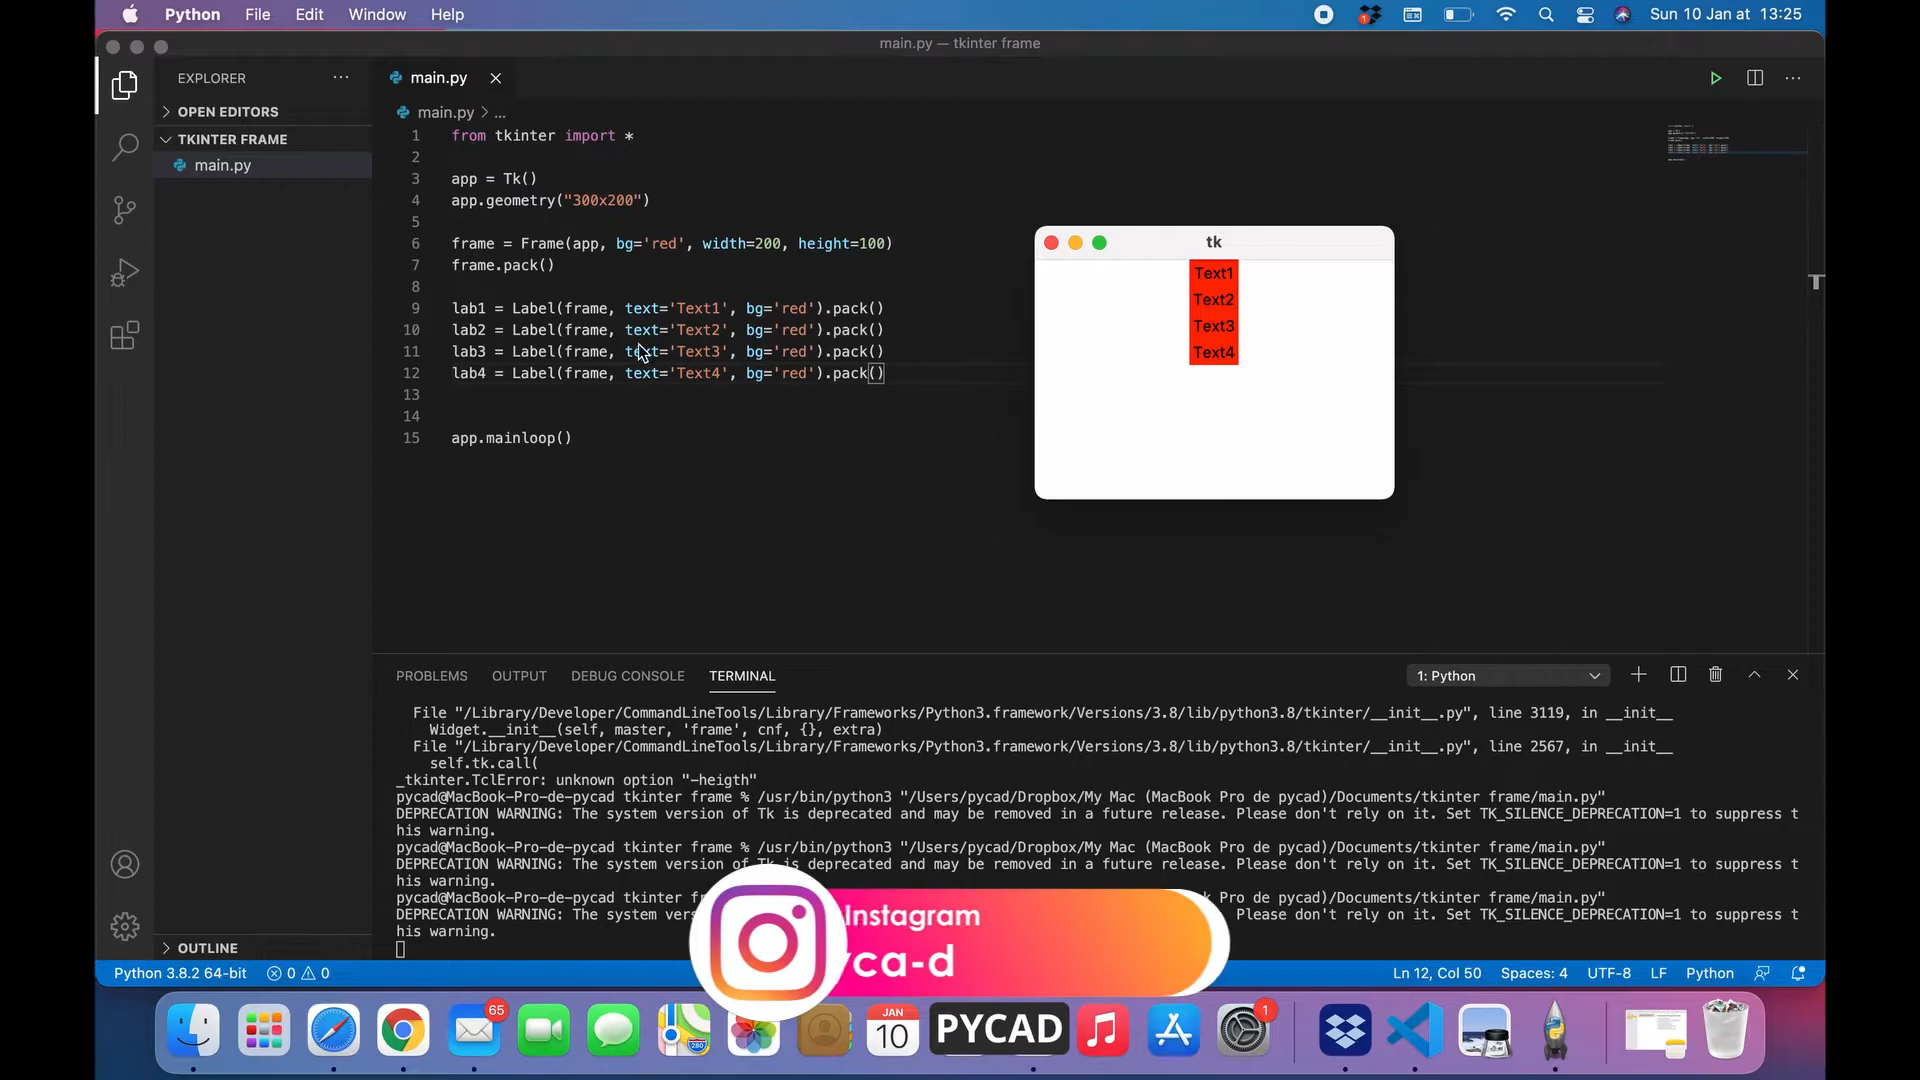 Python File Edit Window Help
1
Sun 10 Jan at 13:25
main.py — tkinter frame
EXPLORER
main.py
OPEN EDITORS
TKINTER FRAME
main.py
main.py > ...
1 from tkinter import *
2
3 app = Tk()
4 app.geometry("300x200")
5
6 frame = Frame(app, bg='red', width=200, height=100)
7 frame.pack()
8
9 lab1 = Label(frame, text='Text1', bg='red').pack()
10 lab2 = Label(frame, text='Text2', bg='red').pack()
11 lab3 = Label(frame, text='Text3', bg='red').pack()
12 lab4 = Label(frame, text='Text4', bg='red').pack()
13
14
15 app.mainloop()
tk
Text1
Text2
Text3
Text4
PROBLEMS OUTPUT DEBUG CONSOLE TERMINAL
1: Python
File "/Library/Developer/CommandLineTools/Library/Frameworks/Python3.framework/Versions/3.8/lib/python3.8/tkinter/__init__.py", line 3119, in __init__
Widget.__init__(self, master, 'frame', cnf, {}, extra)
File "/Library/Developer/CommandLineTools/Library/Frameworks/Python3.framework/Versions/3.8/lib/python3.8/tkinter/__init__.py", line 2567, in __init__
self.tk.call(
_tkinter.TclError: unknown option "-heigth"
pycad@MacBook-Pro-de-pycad tkinter frame % /usr/bin/python3 "/Users/pycad/Dropbox/My Mac (MacBook Pro de pycad)/Documents/tkinter frame/main.py"
DEPRECATION WARNING: The system version of Tk is deprecated and may be removed in a future release. Please don't rely on it. Set TK_SILENCE_DEPRECATION=1 to suppress t
his warning.
pycad@MacBook-Pro-de-pycad tkinter frame % /usr/bin/python3 "/Users/pycad/Dropbox/My Mac (MacBook Pro de pycad)/Documents/tkinter frame/main.py"
DEPRECATION WARNING: The system version of Tk is deprecated and may be removed in a future release. Please don't rely on it. Set TK_SILENCE_DEPRECATION=1 to suppress t
his warning.
pycad@MacBook-Pro-de-pycad tkinter k Pro de pycad)/Documents/tkinter frame/main.py"
DEPRECATION WARNING: The system Please don't rely on it. Set TK_SILENCE_DEPRECATION=1 to suppress t
his warning.
Instagram
yca-d
OUTLINE
Python 3.8.2 64-bit 0 0
Ln 12, Col 50 Spaces: 4 UTF-8 LF Python
65
JAN
10
PYCAD
1
280